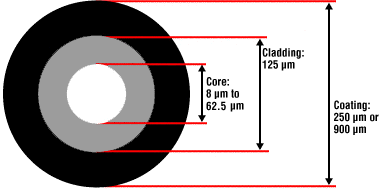 Core:
8 µm to
62.5 µm
Cladding:
125 µm
Coating:
250 µm or
900 µm